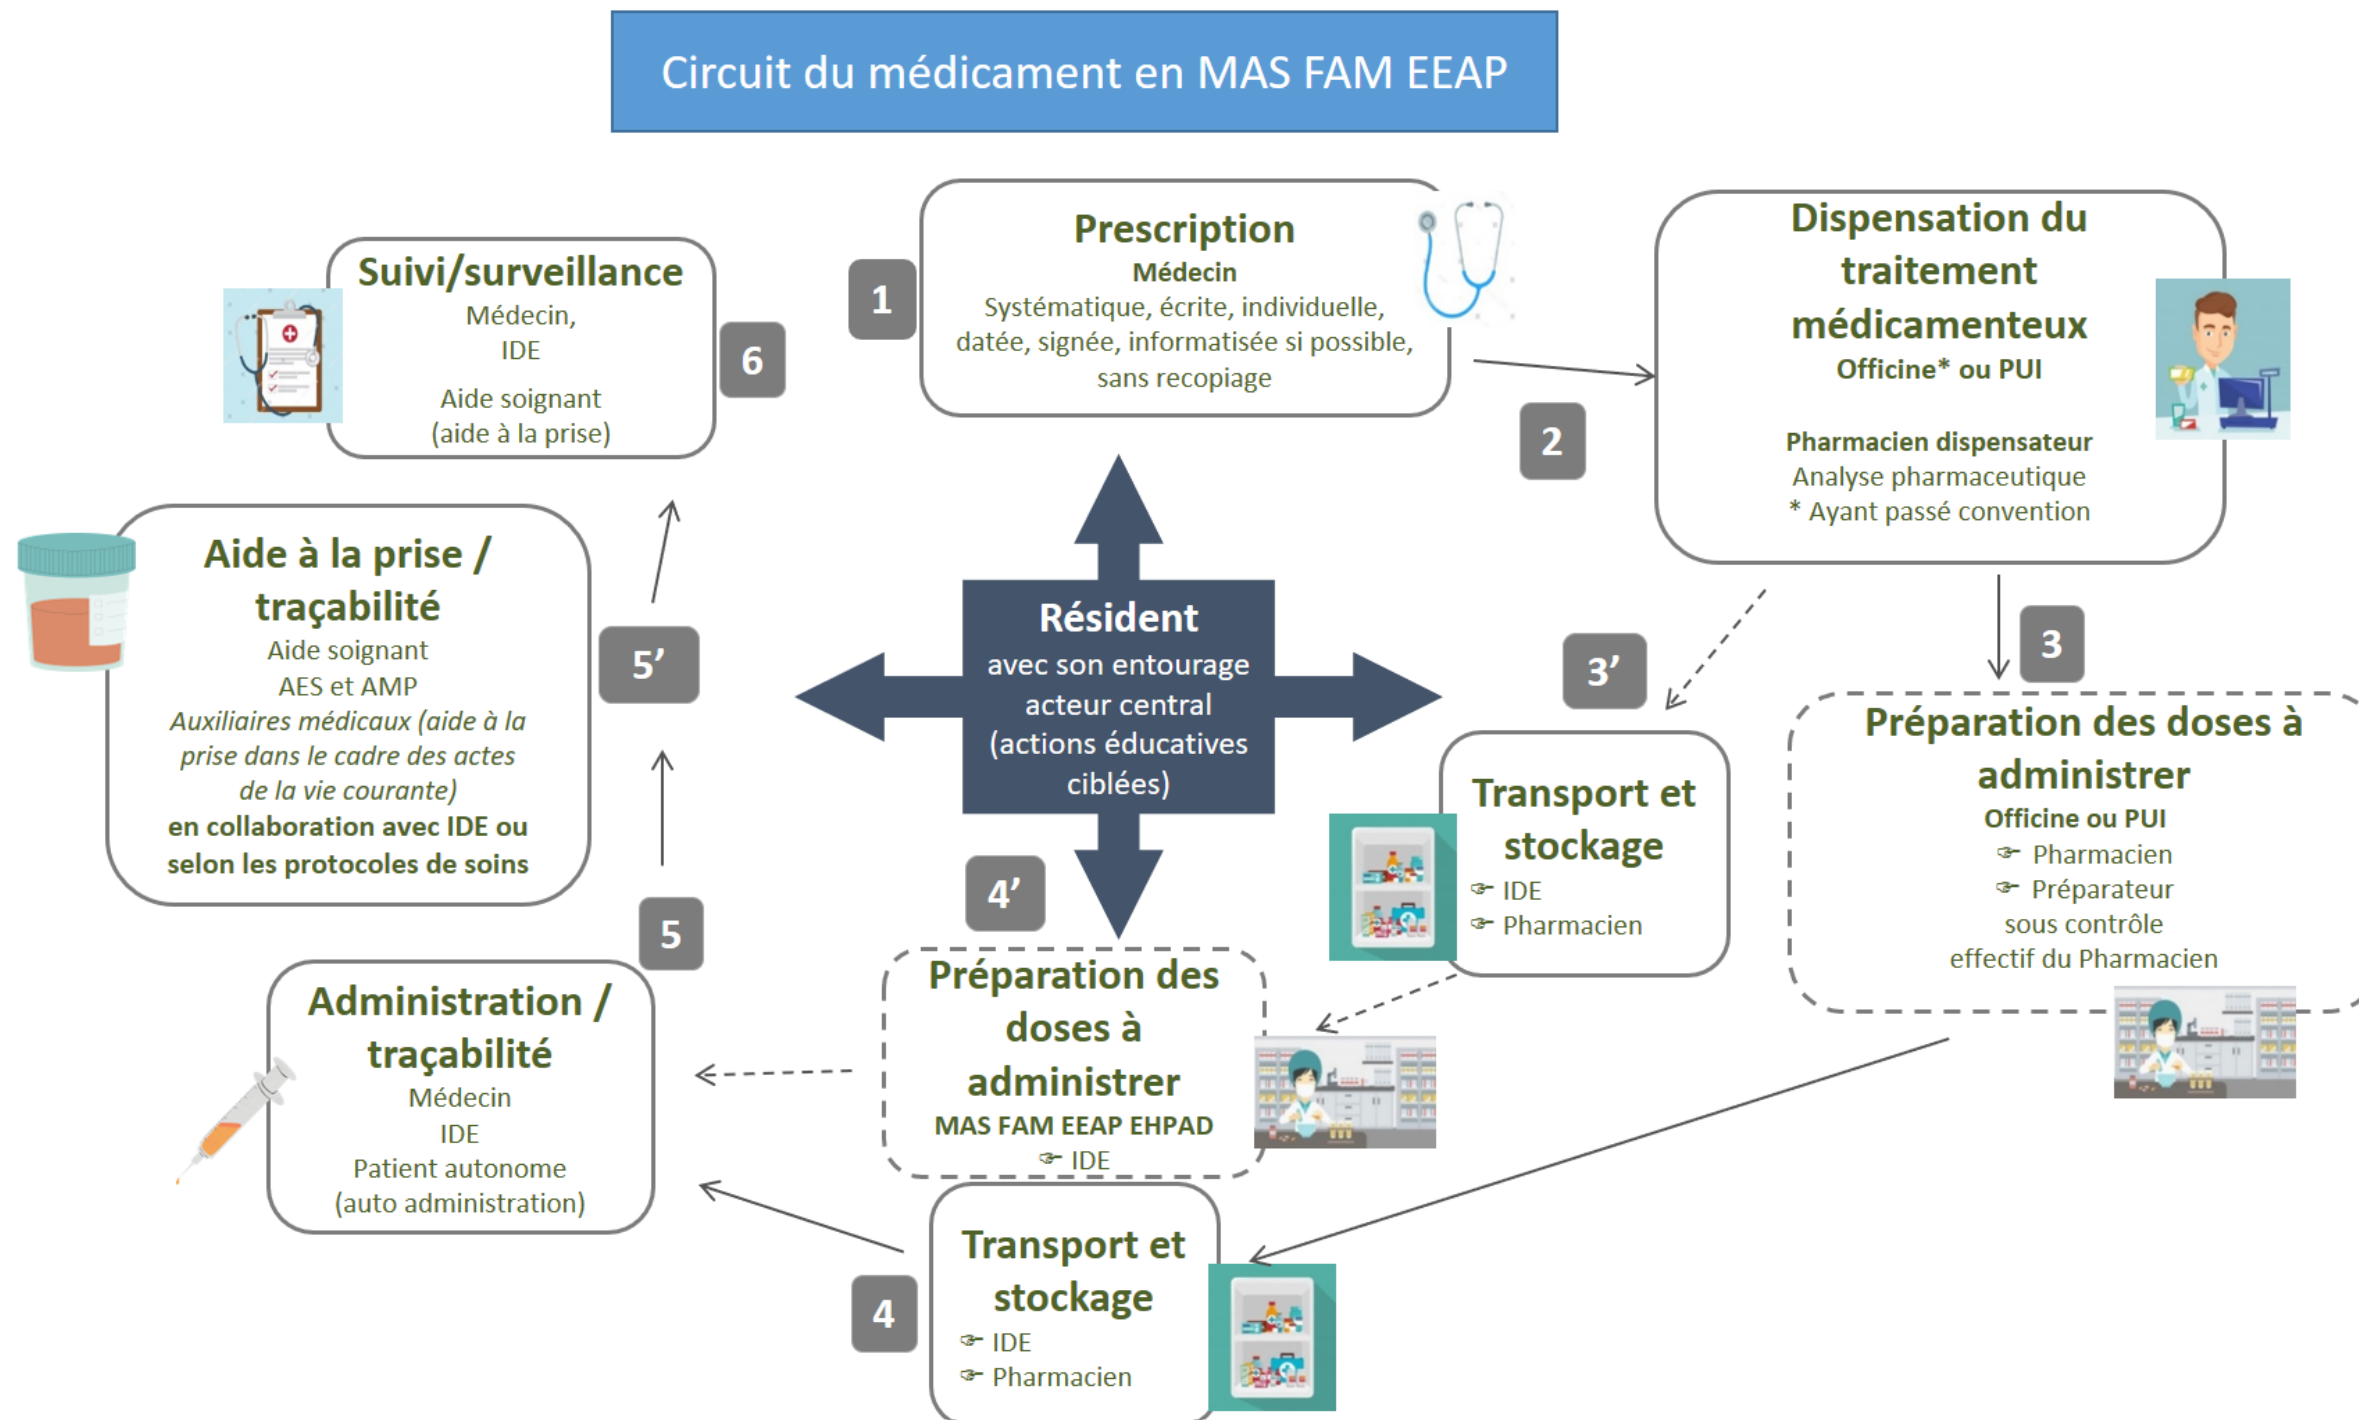 Circuit du médicament en MAS FAM EEAP
1
Prescription
Médecin
Systématique, écrite, individuelle,
datée, signée, informatisée si possible,
sans recopiage
2
Dispensation du
traitement
médicamenteux
Officine* ou PUI
Pharmacien dispensateur
Analyse pharmaceutique
* Ayant passé convention
3
Préparation des doses à
administrer
Officine ou PUI
☞ Pharmacien
☞ Préparateur
sous contrôle
effectif du Pharmacien
3’
Transport et
stockage
☞ IDE
☞ Pharmacien
Résident
avec son entourage
acteur central
(actions éducatives
ciblées)
4’
Préparation des
doses à
administrer
MAS FAM EEAP EHPAD
☞ IDE
4
Transport et
stockage
☞ IDE
☞ Pharmacien
5
Administration /
traçabilité
Médecin
IDE
Patient autonome
(auto administration)
5’
Aide à la prise /
traçabilité
Aide soignant
AES et AMP
Auxiliaires médicaux (aide à la
prise dans le cadre des actes
de la vie courante)
en collaboration avec IDE ou
selon les protocoles de soins
6
Suivi/surveillance
Médecin,
IDE
Aide soignant
(aide à la prise)